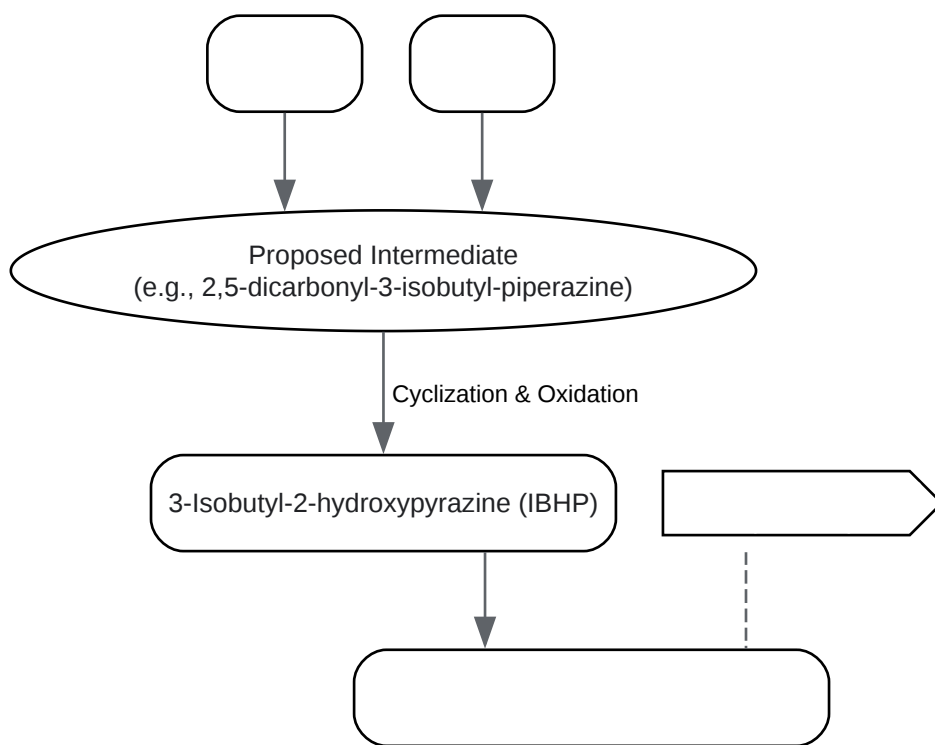 Proposed Intermediate
(e.g., 2,5-dicarbonyl-3-isobutyl-piperazine)
Cyclization & Oxidation
3-Isobutyl-2-hydroxypyrazine (IBHP)